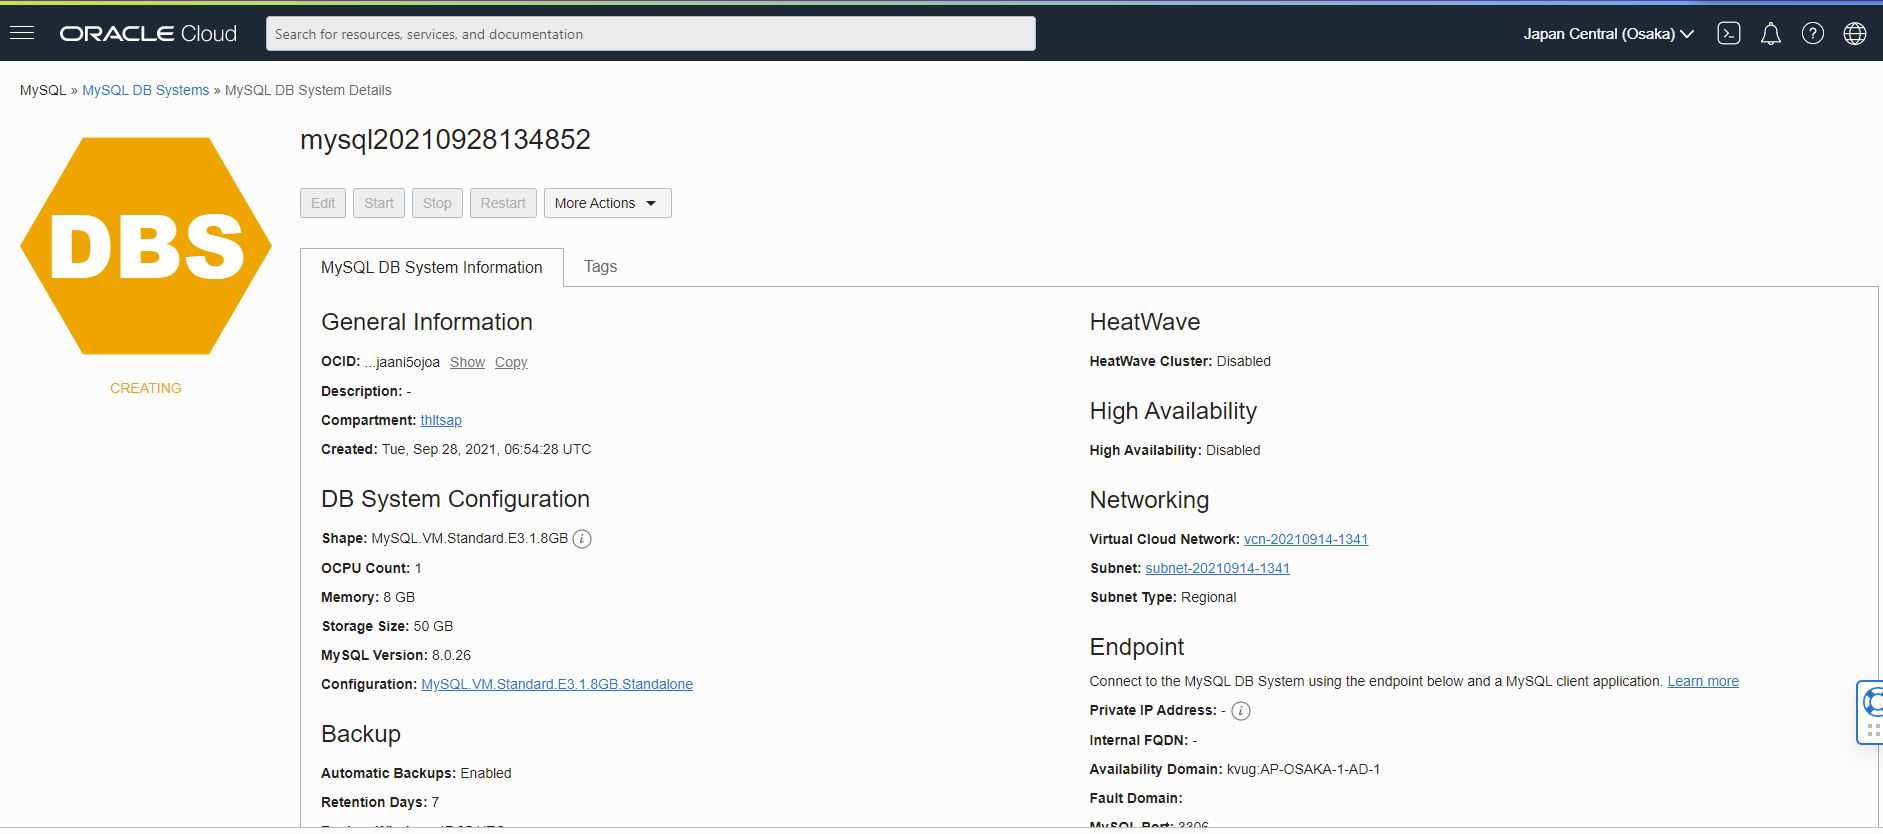 ORACLE Cloud
Search for resources, services, and documentation
Japan Central (Osaka)
MySQL » MySQL DB Systems » MySQL DB System Details
DBS
CREATING
mysql20210928134852
Edit Start Stop Restart More Actions
MySQL DB System Information Tags
General Information
OCID: ...jaani5ojoa Show Copy
Description: -
Compartment: thltsap
Created: Tue, Sep 28, 2021, 06:54:28 UTC
DB System Configuration
Shape: MySQL.VM.Standard.E3.1.8GB
OCPU Count: 1
Memory: 8 GB
Storage Size: 50 GB
MySQL Version: 8.0.26
Configuration: MySQL.VM.Standard.E3.1.8GB.Standalone
Backup
Automatic Backups: Enabled
Retention Days: 7
HeatWave
HeatWave Cluster: Disabled
High Availability
High Availability: Disabled
Networking
Virtual Cloud Network: vcn-20210914-1341
Subnet: subnet-20210914-1341
Subnet Type: Regional
Endpoint
Connect to the MySQL DB System using the endpoint below and a MySQL client application. Learn more
Private IP Address: -
Internal FQDN: -
Availability Domain: kvug:AP-OSAKA-1-AD-1
Fault Domain:
MySQL Port: 3306